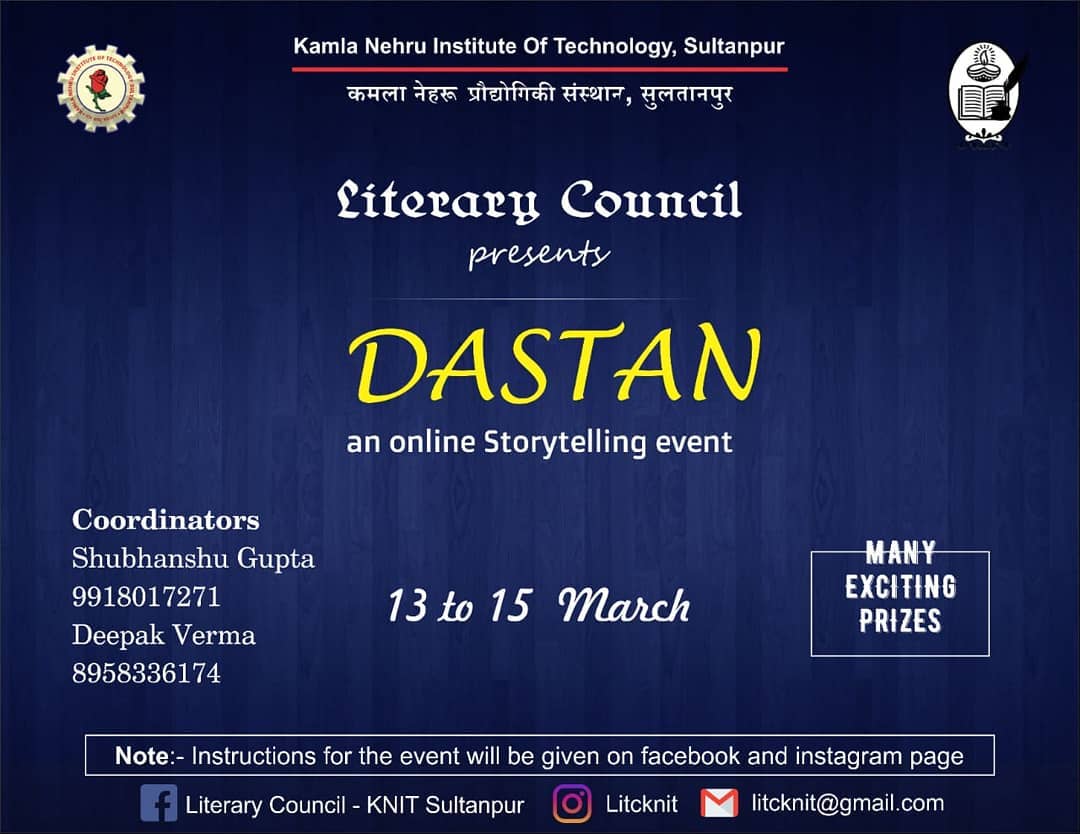 Kamla Nehru Institute Of Technology, Sultanpur
कमला नेहरू प्रौद्योगिकी संस्थान, सुलतानपुर
Literary Council
presents
DASTAN
an online Storytelling event
Coordinators
Shubhanshu Gupta
9918017271
Deepak Verma
8958336174
13 to 15 March
MANY
EXCITING
PRIZES
Note:- Instructions for the event will be given on facebook and instagram page
Literary Council - KNIT Sultanpur
Litcknit
litcknit@gmail.com